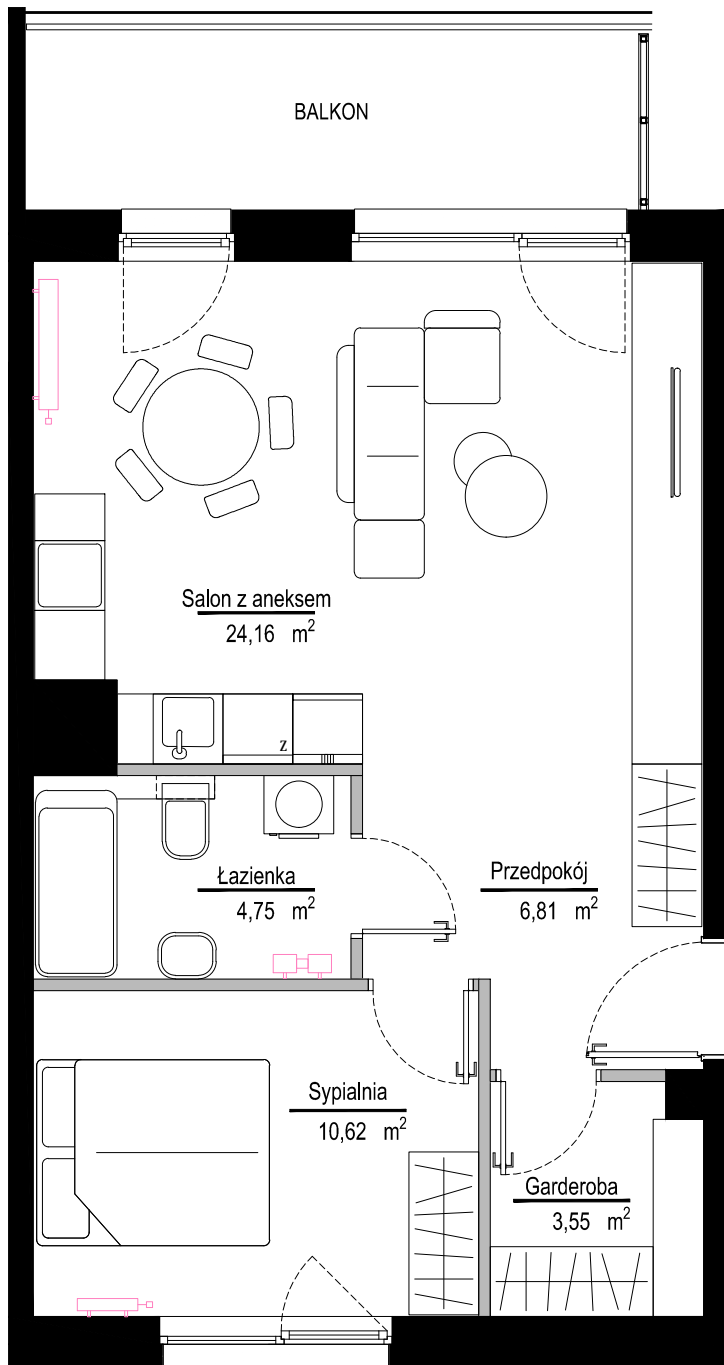 BALKON
Salon z aneksem
24,16 m²
z
Łazienka
4,75 m²
Przedpokój
6,81 m²
Sypialnia
10,62 m²
Garderoba
3,55 m²